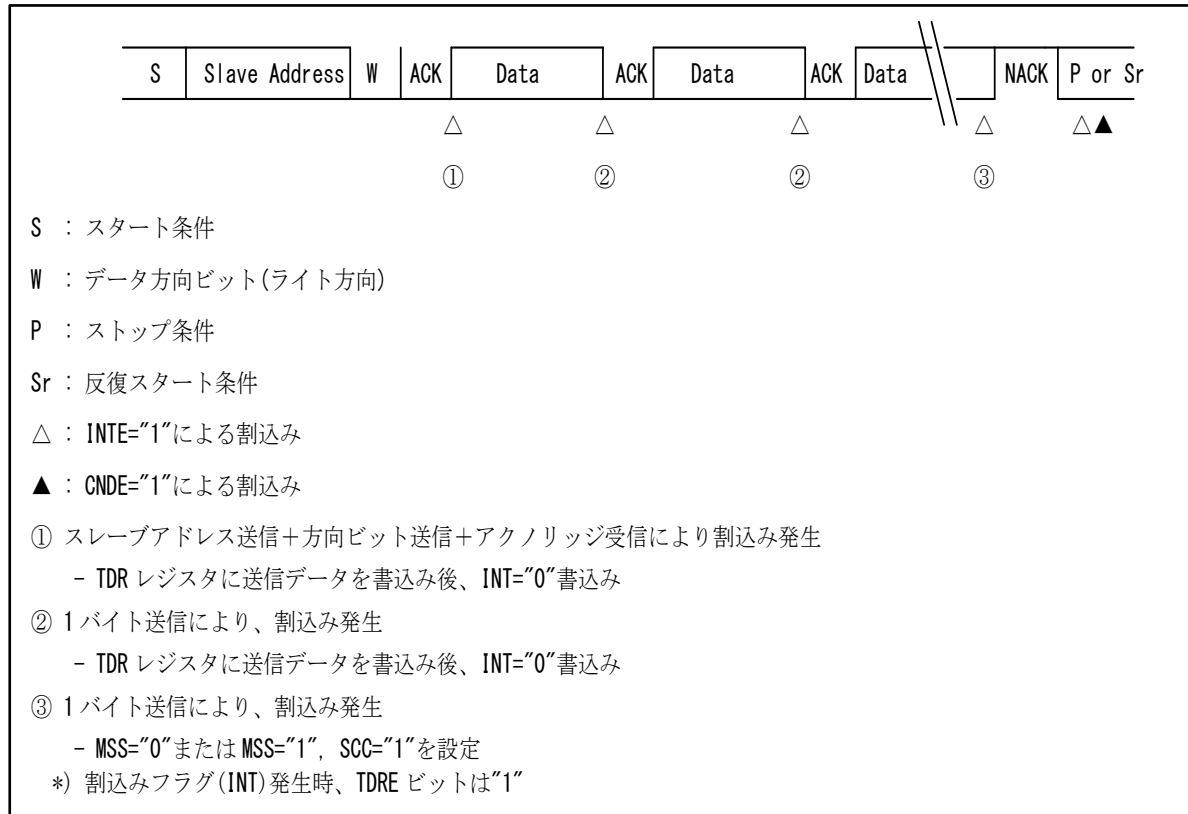 S Slave Address W ACK Data ACK Data ACK Data NACK P or Sr
△ △ △ △ △▲
① ② ② ③
S : スタート条件
W : データ方向ビット(ライト方向)
P : ストップ条件
Sr : 反復スタート条件
△ : INTE="1"による割込み
▲ : CNDE="1"による割込み
① スレーブアドレス送信+方向ビット送信+アクノリッジ受信により割込み発生
- TDR レジスタに送信データを書込み後、INT="0"書込み
② 1 バイト送信により、割込み発生
- TDR レジスタに送信データを書込み後、INT="0"書込み
③ 1 バイト送信により、割込み発生
- MSS="0"または MSS="1", SCC="1"を設定
*) 割込みフラグ(INT)発生時、TDRE ビットは"1"